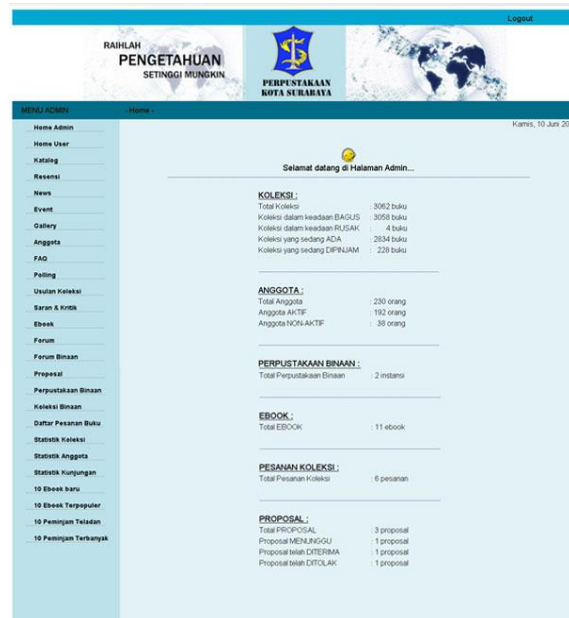 Logout
RAIHLAH
PENGETAHUAN
SETINGGI MUNGKIN
PERPUSTAKAAN
KOTA SURABAYA
MENU ADMIN
- Home -
Kamis, 10 Juni 20
Home Admin
Home User
Katalog
Resensi
News
Event
Gallery
Anggota
FAQ
Polling
Usulan Koleksi
Saran & Kritik
Ebook
Forum
Forum Binaan
Proposal
Perpustakaan Binaan
Koleksi Binaan
Daftar Pesanan Buku
Statistik Koleksi
Statistik Anggota
Statistik Kunjungan
10 Ebook baru
10 Ebook Terpopuler
10 Peminjam Teladan
10 Peminjam Terbanyak
Selamat datang di Halaman Admin...
KOLEKSI :
Total Koleksi : 3062 buku
Koleksi dalam keadaan BAGUS : 3058 buku
Koleksi dalam keadaan RUSAK : 4 buku
Koleksi yang sedang ADA : 2834 buku
Koleksi yang sedang DIPINJAM : 228 buku
ANGGOTA :
Total Anggota : 230 orang
Anggota AKTIF : 192 orang
Anggota NON-AKTIF : 38 orang
PERPUSTAKAAN BINAAN :
Total Perpustakaan Binaan : 2 instansi
EBOOK :
Total EBOOK : 11 ebook
PESANAN KOLEKSI :
Total Pesanan Koleksi : 6 pesanan
PROPOSAL :
Total PROPOSAL : 3 proposal
Proposal MENUNGGU : 1 proposal
Proposal telah DITERIMA : 1 proposal
Proposal telah DITOLAK : 1 proposal